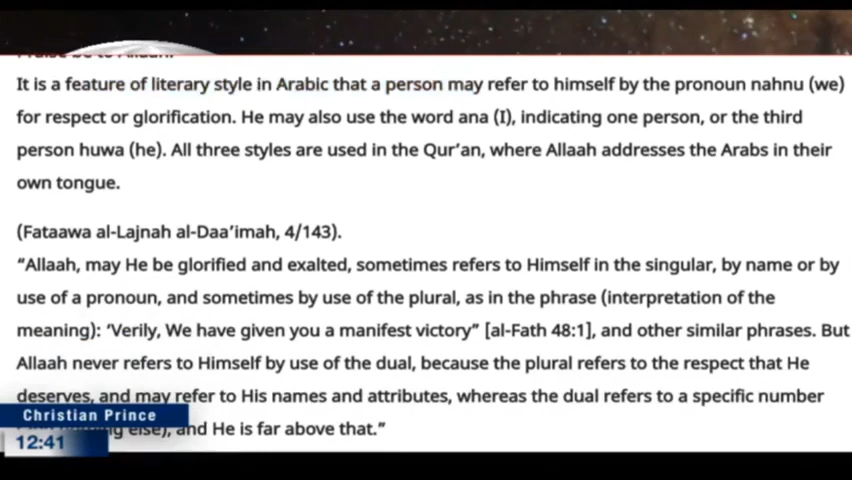 It is a feature of literary style in Arabic that a person may refer to himself by the pronoun nahnu (we)
for respect or glorification. He may also use the word ana (I), indicating one person, or the third
person huwa (he). All three styles are used in the Qur’an, where Allaah addresses the Arabs in their
own tongue.
(Fataawa al-Lajnah al-Daa’imah, 4/143).
“Allaah, may He be glorified and exalted, sometimes refers to Himself in the singular, by name or by
use of a pronoun, and sometimes by use of the plural, as in the phrase (interpretation of the
meaning): ‘Verily, We have given you a manifest victory” [al-Fath 48:1], and other similar phrases. But
Allaah never refers to Himself by use of the dual, because the plural refers to the respect that He
deserves, and may refer to His names and attributes, whereas the dual refers to a specific number
else), and He is far above that.”
Christian Prince
12:41